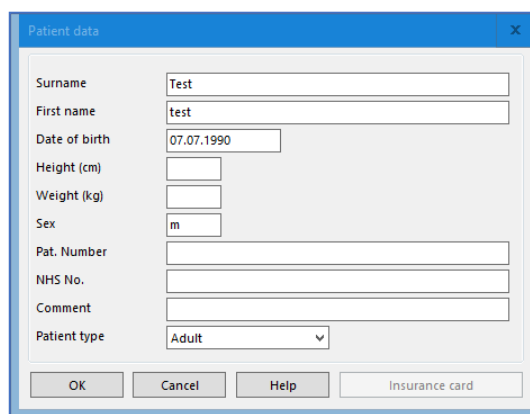 Patient data x
Surname Test
First name test
Date of birth 07.07.1990
Height (cm)
Weight (kg)
Sex m
Pat. Number
NHS No.
Comment
Patient type Adult
OK Cancel Help Insurance card